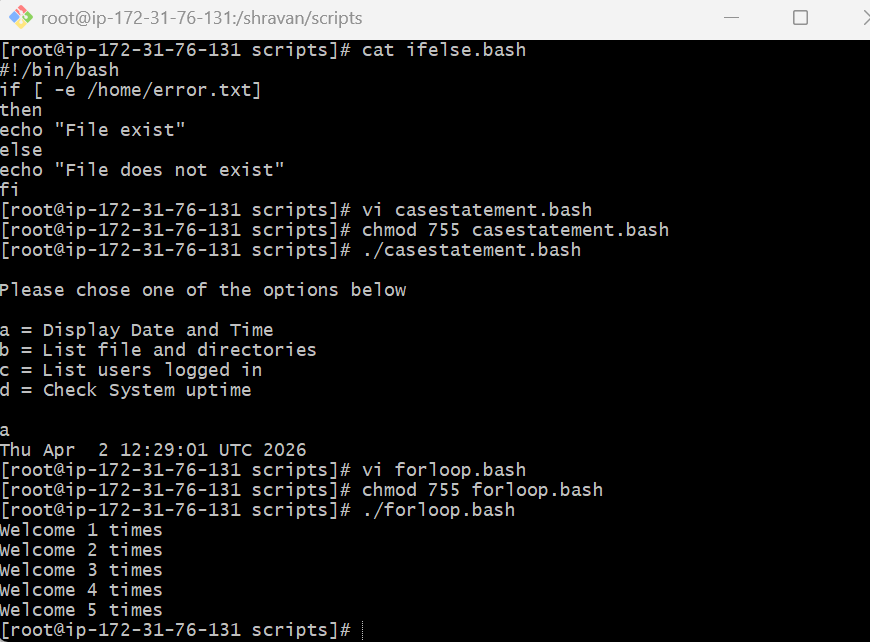 root@ip-172-31-76-131:/shravan/scripts
[root@ip-172-31-76-131 scripts]# cat ifelse.bash
#!/bin/bash
if [ -e /home/error.txt]
then
echo "File exist"
else
echo "File does not exist"
fi
[root@ip-172-31-76-131 scripts]# vi casestatement.bash
[root@ip-172-31-76-131 scripts]# chmod 755 casestatement.bash
[root@ip-172-31-76-131 scripts]# ./casestatement.bash
Please chose one of the options below
a = Display Date and Time
b = List file and directories
c = List users logged in
d = Check System uptime
a
Thu Apr  2 12:29:01 UTC 2026
[root@ip-172-31-76-131 scripts]# vi forloop.bash
[root@ip-172-31-76-131 scripts]# chmod 755 forloop.bash
[root@ip-172-31-76-131 scripts]# ./forloop.bash
Welcome 1 times
Welcome 2 times
Welcome 3 times
Welcome 4 times
Welcome 5 times
[root@ip-172-31-76-131 scripts]#